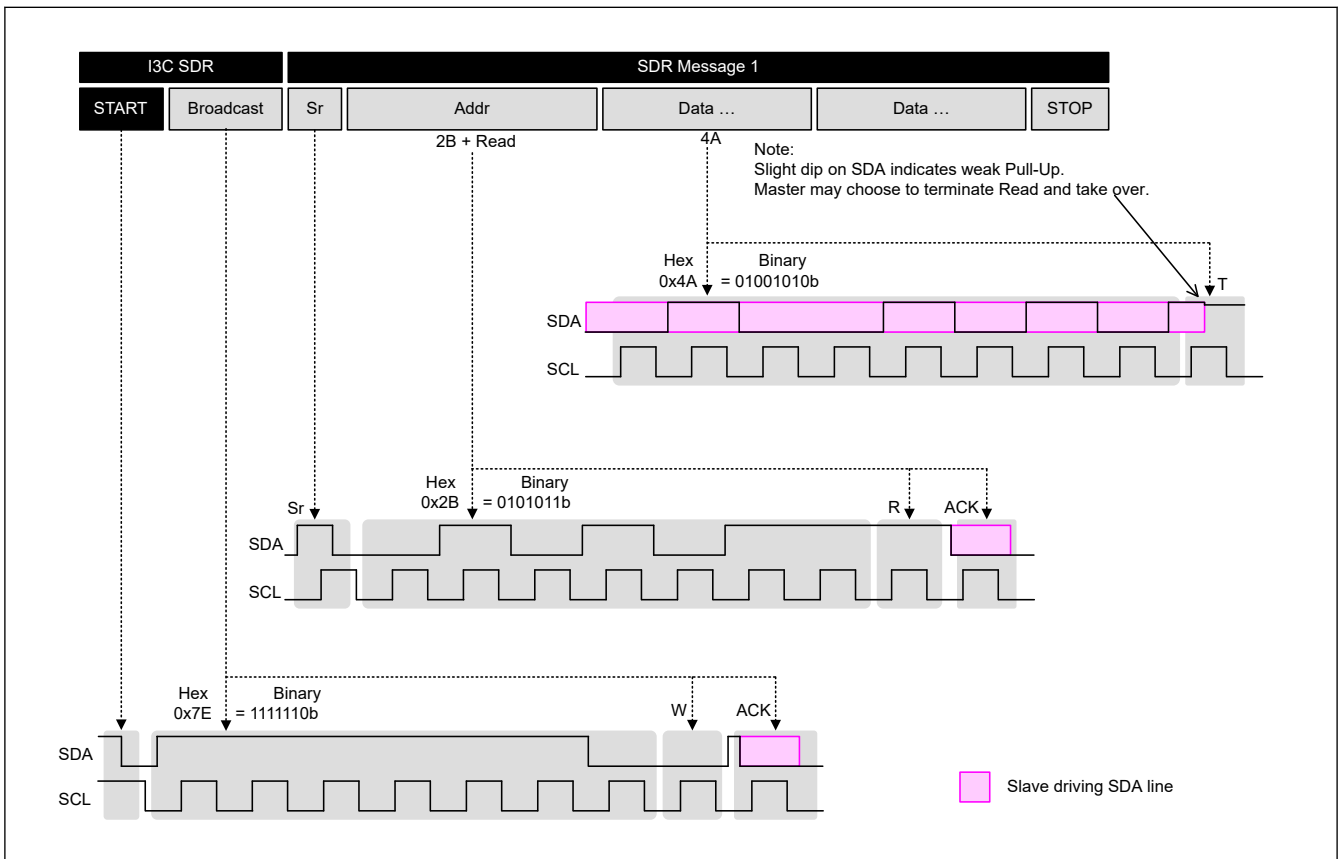 I3C SDR
SDR Message 1
START
Broadcast
Sr
Addr
Data …
Data …
STOP
2B + Read
4A
Note:
Slight dip on SDA indicates weak Pull-Up.
Master may choose to terminate Read and take over.
Hex Binary
0x4A = 01001010b
T
SDA
SCL
Hex Binary
0x2B = 0101011b
Sr
R
ACK
SDA
SCL
Hex Binary
0x7E = 1111110b
W
ACK
SDA
SCL
Slave driving SDA line